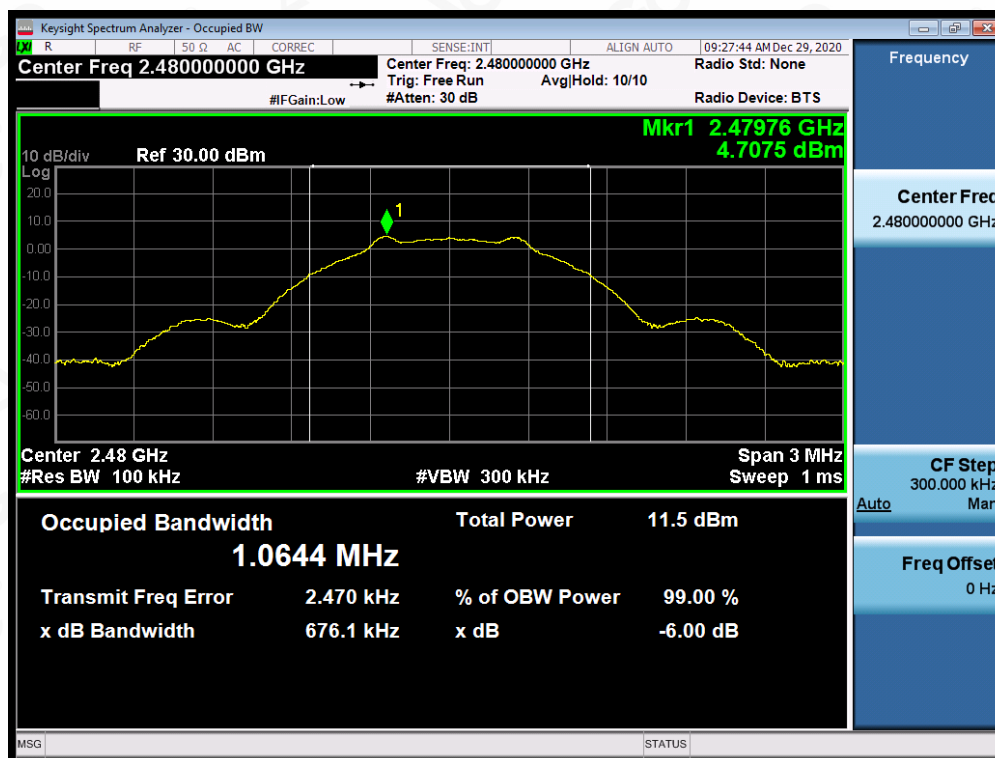 Keysight Spectrum Analyzer - Occupied BW
LXI R RF 50 Ω AC CORREC SENSE:INT ALIGN AUTO 09:27:44 AM Dec 29, 2020
Center Freq 2.480000000 GHz
Center Freq: 2.480000000 GHz Radio Std: None
Trig: Free Run Avg|Hold: 10/10
#IFGain:Low #Atten: 30 dB Radio Device: BTS
Mkr1 2.47976 GHz
4.7075 dBm
10 dB/div Ref 30.00 dBm
Log
20.0
10.0
0.00
-10.0
-20.0
-30.0
-40.0
-50.0
-60.0
1
Center 2.48 GHz Span 3 MHz
#Res BW 100 kHz #VBW 300 kHz Sweep 1 ms
Occupied Bandwidth Total Power 11.5 dBm
1.0644 MHz
Transmit Freq Error 2.470 kHz % of OBW Power 99.00 %
x dB Bandwidth 676.1 kHz x dB -6.00 dB
MSG STATUS
Frequency
Center Freq
2.480000000 GHz
CF Step
300.000 kHz
Auto Man
Freq Offset
0 Hz